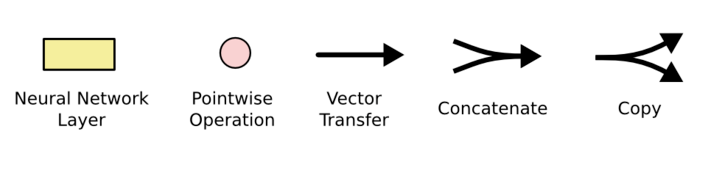 Neural Network
Layer
Pointwise
Operation
Vector
Transfer
Concatenate
Copy